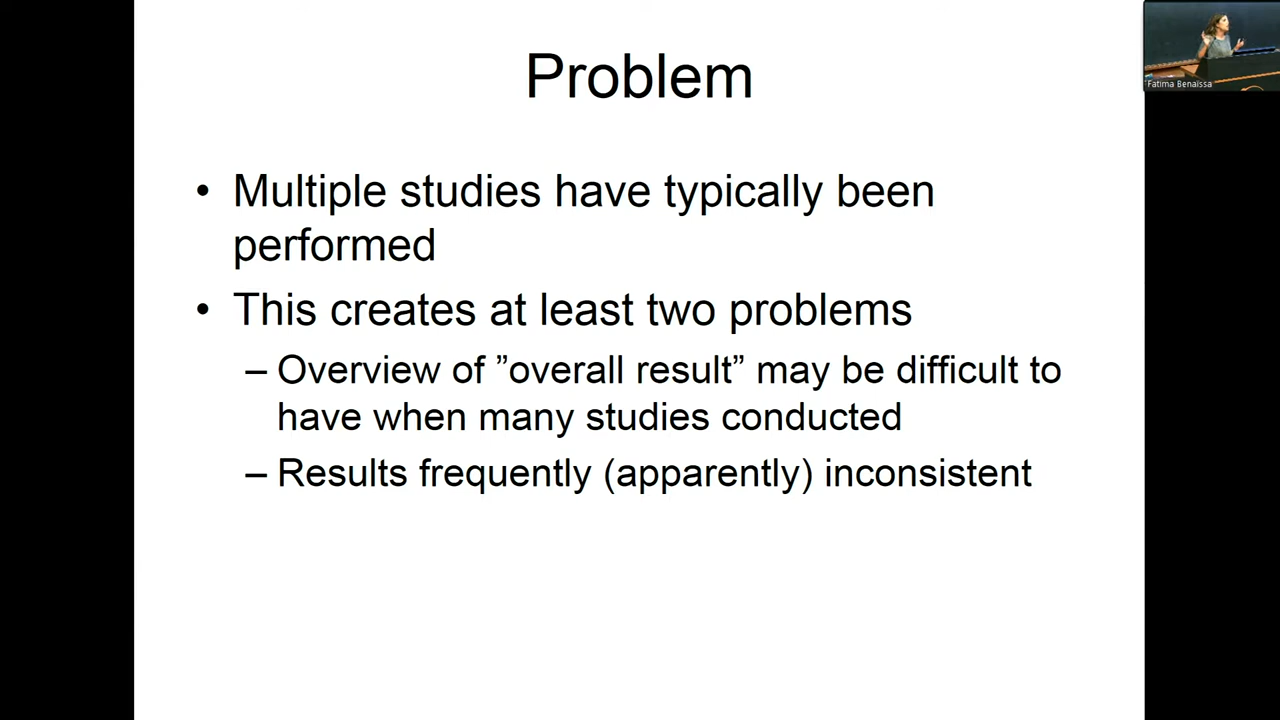 Problem
• Multiple studies have typically been
performed
• This creates at least two problems
– Overview of ”overall result” may be difficult to
have when many studies conducted
– Results frequently (apparently) inconsistent
Fatima Benaïssa